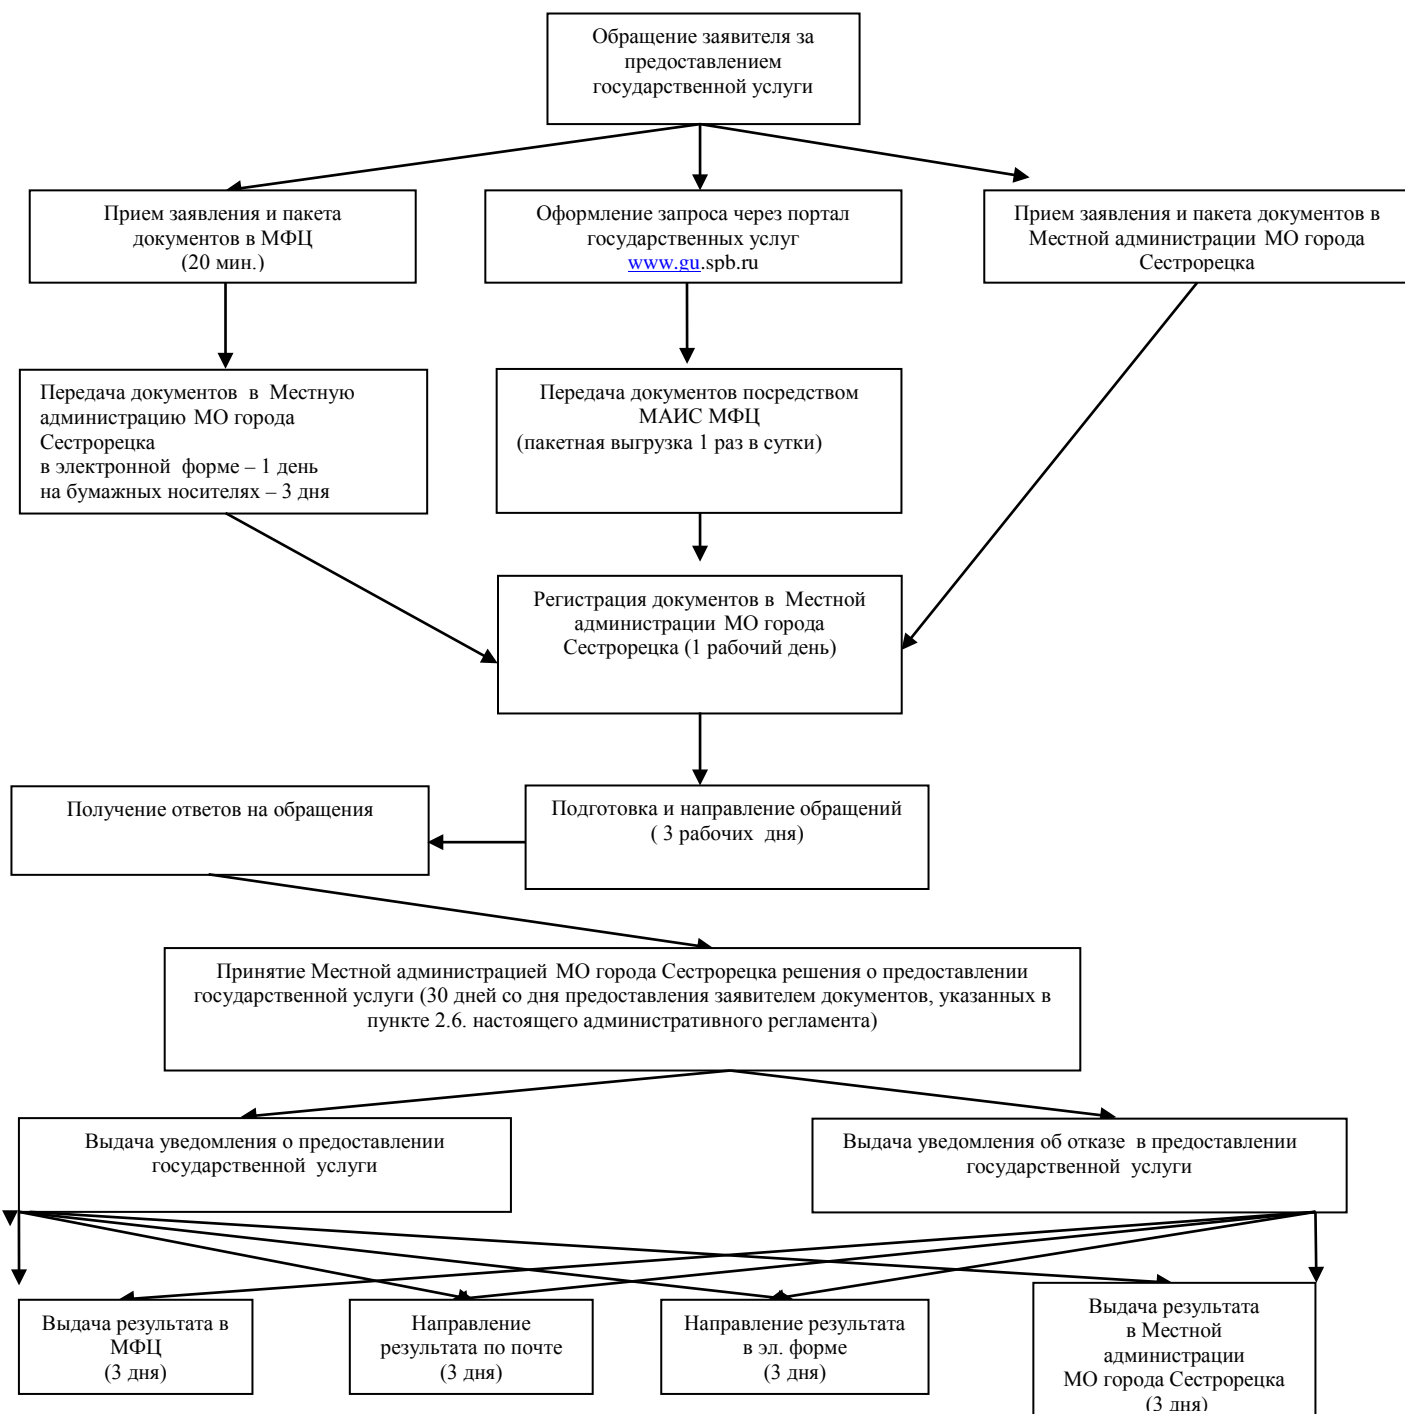 Обращение заявителя за
предоставлением
государственной услуги
Прием заявления и пакета
документов в МФЦ
(20 мин.)
Оформление запроса через портал
государственных услуг
www.gu.spb.ru
Прием заявления и пакета документов в
Местной администрации МО города
Сестрорецка
Передача документов в Местную
администрацию МО города
Сестрорецка
в электронной форме – 1 день
на бумажных носителях – 3 дня
Передача документов посредством
МАИС МФЦ
(пакетная выгрузка 1 раз в сутки)
Регистрация документов в Местной
администрации МО города
Сестрорецка (1 рабочий день)
Получение ответов на обращения
Подготовка и направление обращений
( 3 рабочих дня)
Принятие Местной администрацией МО города Сестрорецка решения о предоставлении
государственной услуги (30 дней со дня предоставления заявителем документов, указанных в
пункте 2.6. настоящего административного регламента)
Выдача уведомления о предоставлении
государственной услуги
Выдача уведомления об отказе в предоставлении
государственной услуги
Выдача результата в
МФЦ
(3 дня)
Направление
результата по почте
(3 дня)
Направление результата
в эл. форме
(3 дня)
Выдача результата
в Местной
администрации
МО города Сестрорецка
(3 дня)